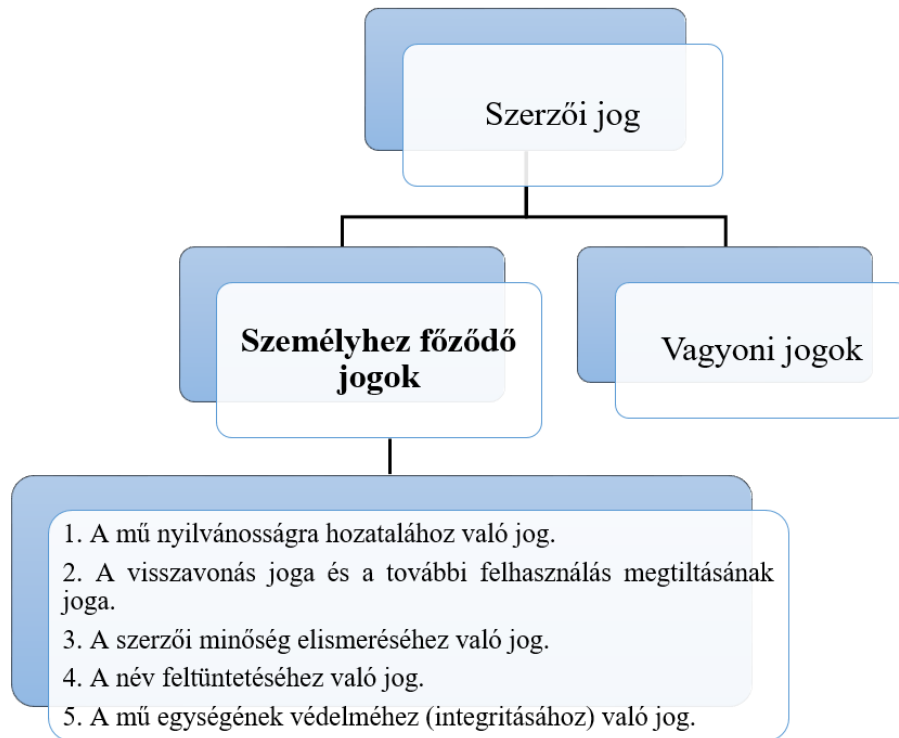 Szerzői jog
Személyhez főződő
jogok
Vagyoni jogok
1. A mű nyilvánosságra hozatalához való jog.
2. A visszavonás joga és a további felhasználás megtiltásának
joga.
3. A szerzői minőség elismeréséhez való jog.
4. A név feltüntetéséhez való jog.
5. A mű egységének védelméhez (integritásához) való jog.